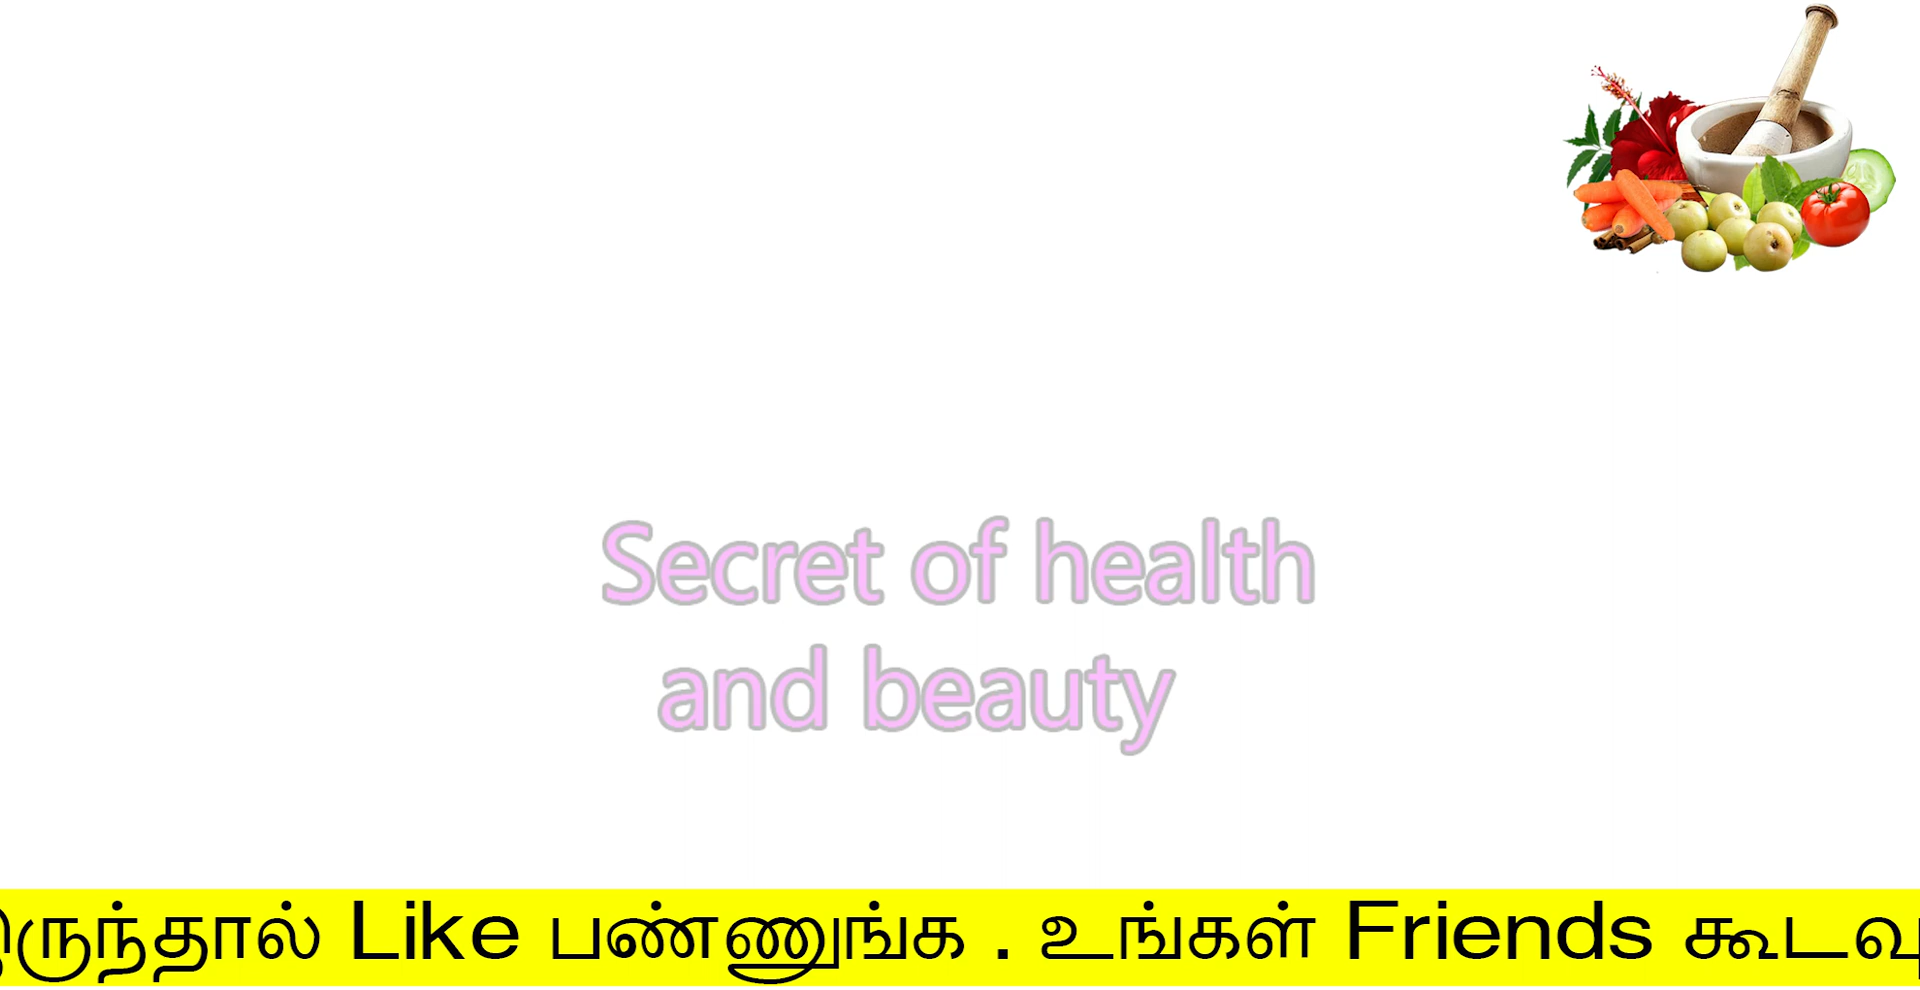 Secret of health
and beauty
Like பண்ணுங்க . உங்கள் Friends